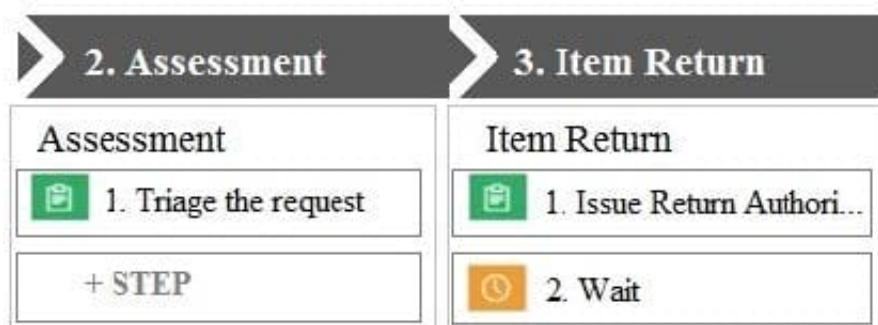 2. Assessment
3. Item Return
Assessment
1. Triage the request
+ STEP
Item Return
1. Issue Return Authori...
2. Wait